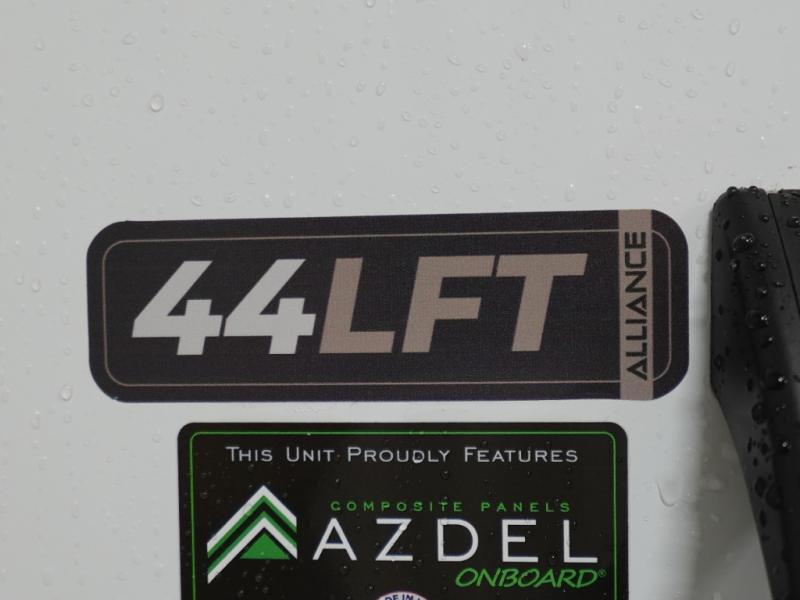 44LFT
ALLIANCE
THIS UNIT PROUDLY FEATURES
COMPOSITE PANELS
AZDEL
ONBOARD®